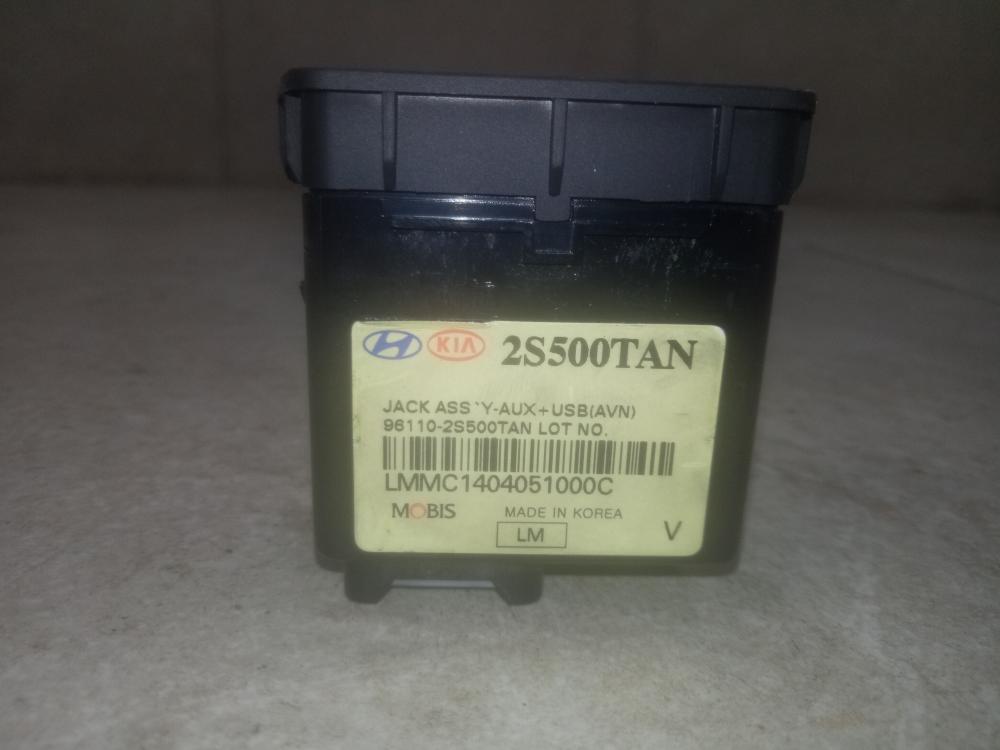 KIA 2S500TAN
JACK ASS`Y-AUX+USB(AVN)
96110-2S500TAN LOT NO.
LMMC1404051000C
MOBIS MADE IN KOREA
LM V